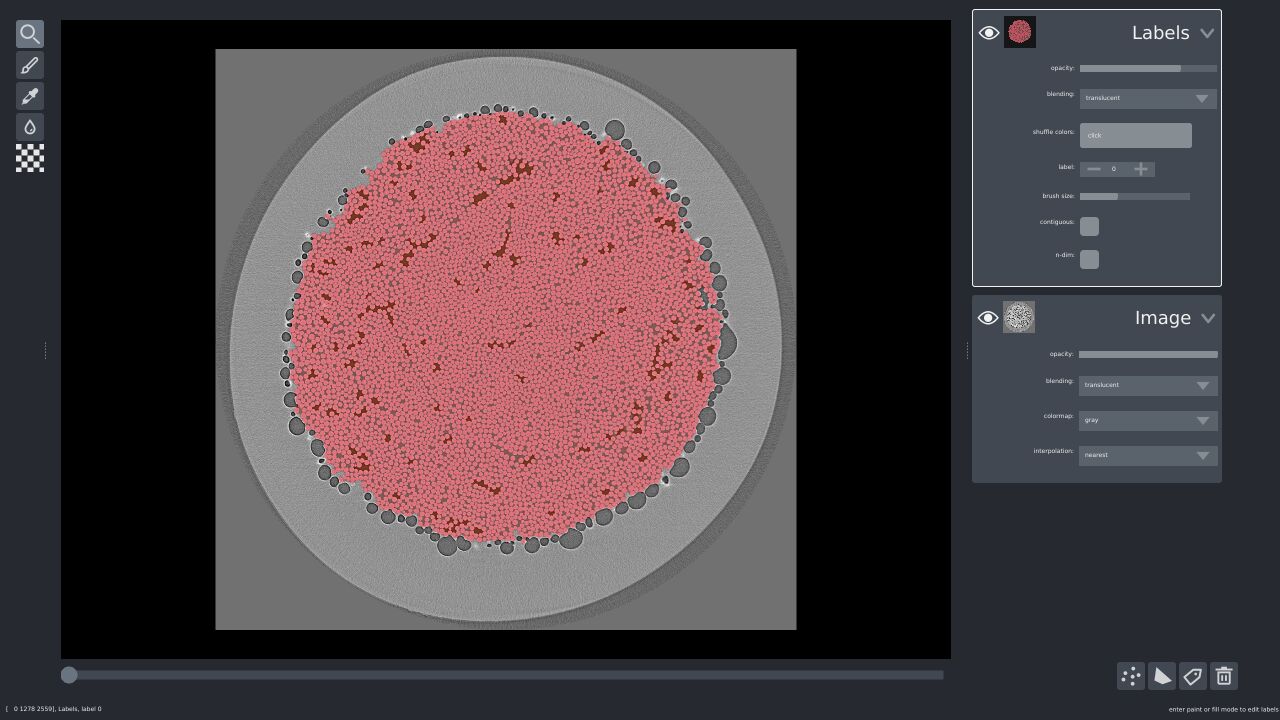 Labels
opacity:
blending: translucent
shuffle colors: click
label: 0
brush size:
contiguous:
n-dim:
Image
opacity:
blending: translucent
colormap: gray
interpolation: nearest
[ 0 1278 2559], Labels, label 0
enter paint or fill mode to edit labels